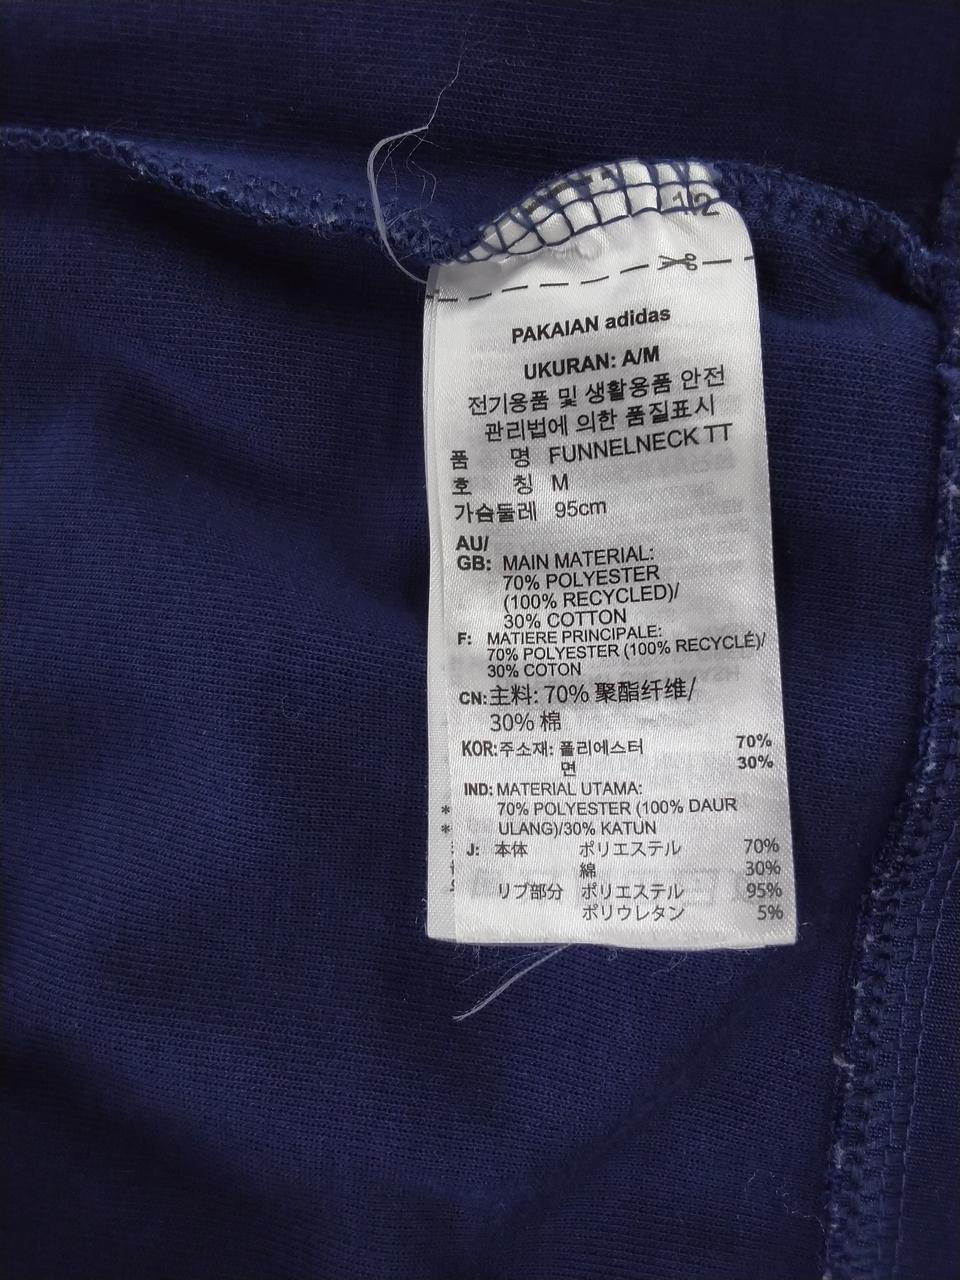 12
PAKAIAN adidas
UKURAN: A/M
전기용품 및 생활용품 안전
관리법에 의한 품질표시
품 명 FUNNELNECK TT
호 칭 M
가슴둘레 95cm
AU/
GB: MAIN MATERIAL:
70% POLYESTER
(100% RECYCLED)/
30% COTTON
F: MATIERE PRINCIPALE:
70% POLYESTER (100% RECYCLÉ)/
30% COTON
CN:主料: 70% 聚酯纤维/
30% 棉
KOR:주소재: 폴리에스터 70%
면 30%
IND: MATERIAL UTAMA:
70% POLYESTER (100% DAUR
ULANG)/30% KATUN
J: 本体 ポリエステル 70%
綿 30%
リブ部分 ポリエステル 95%
ポリウレタン 5%